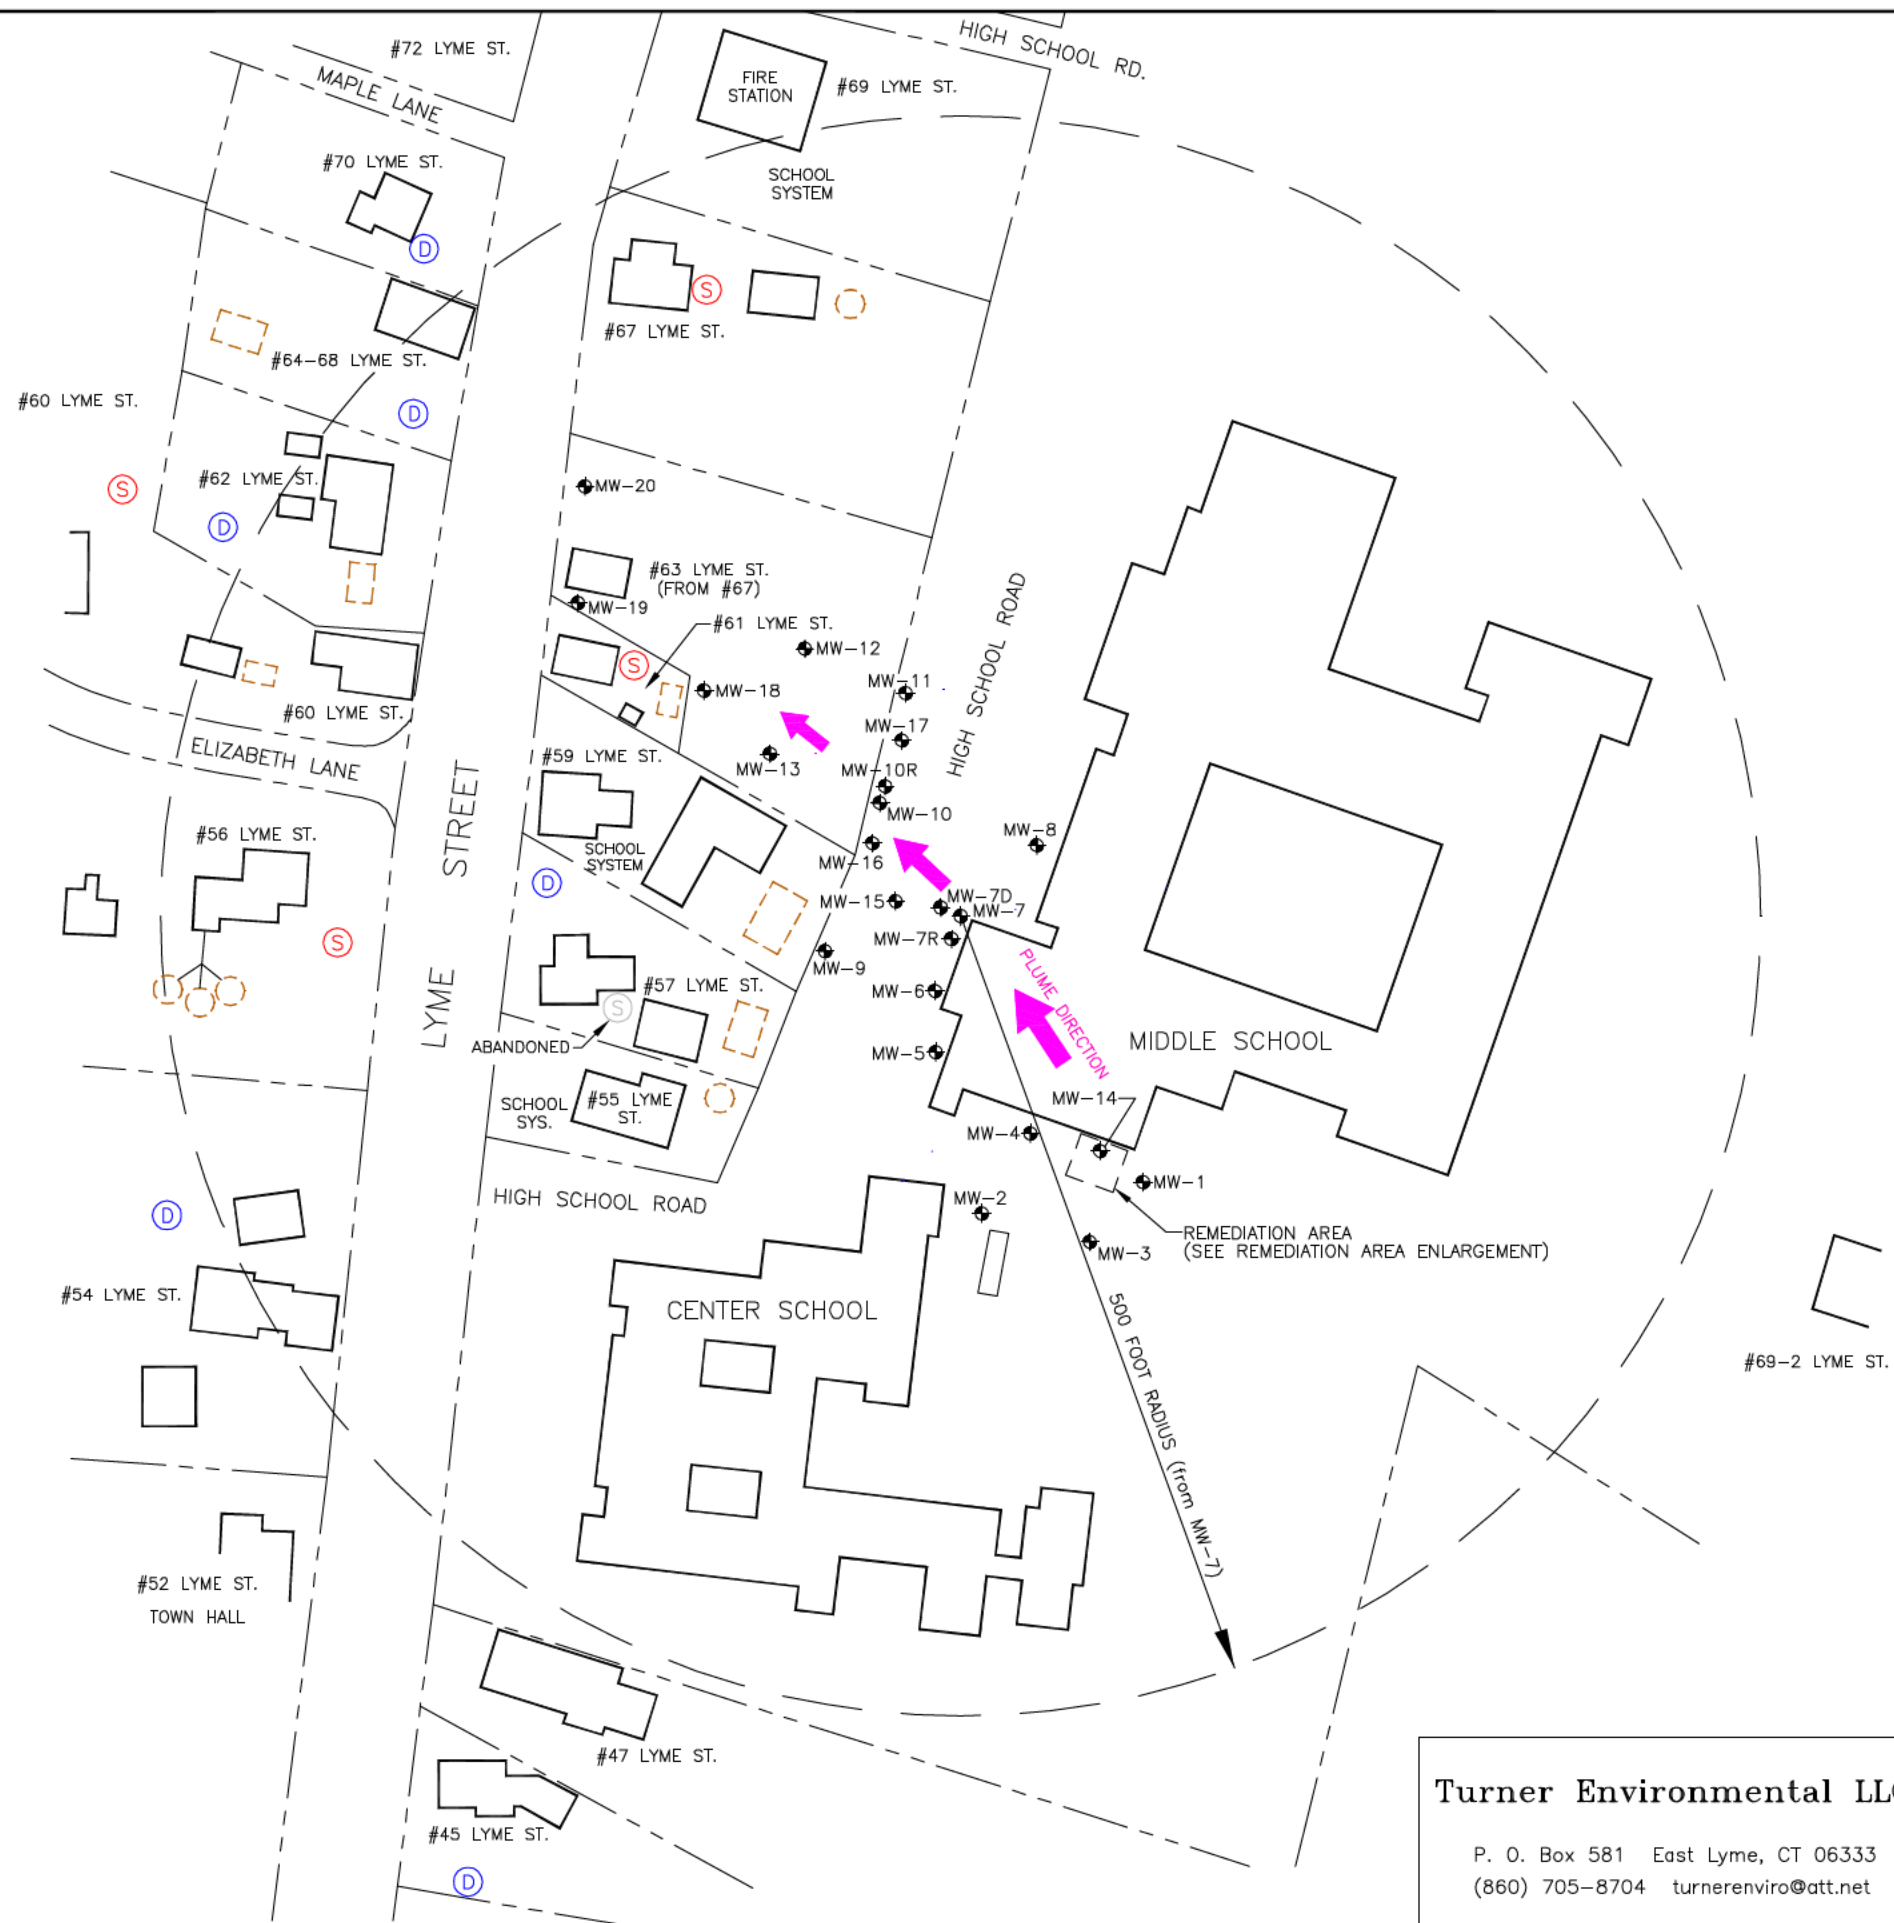 HIGH SCHOOL RD.
#72 LYME ST.
MAPLE LANE
FIRE
STATION
#69 LYME ST.
#70 LYME ST.
SCHOOL
SYSTEM
D
S
#67 LYME ST.
#64-68 LYME ST.
#60 LYME ST.
D
#62 LYME ST.
S
D
MW-20
#63 LYME ST.
(FROM #67)
MW-19
#61 LYME ST.
HIGH SCHOOL ROAD
MW-12
S
MW-18
MW-11
#60 LYME ST.
MW-17
ELIZABETH LANE
#59 LYME ST.
MW-13
MW-10R
MW-10
LYME STREET
#56 LYME ST.
SCHOOL
SYSTEM
MW-16
MW-8
D
MW-15
MW-7D
MW-7
S
MW-7R
MW-9
PLUME DIRECTION
#57 LYME ST.
MW-6
S
ABANDONED
MW-5
MIDDLE SCHOOL
SCHOOL
SYS.
#55 LYME
ST.
MW-14
MW-4
MW-1
HIGH SCHOOL ROAD
MW-2
D
REMEDIATION AREA
(SEE REMEDIATION AREA ENLARGEMENT)
MW-3
#54 LYME ST.
CENTER SCHOOL
500 FOOT RADIUS (from MW-7)
#69-2 LYME ST.
#52 LYME ST.
TOWN HALL
#47 LYME ST.
#45 LYME ST.
D
Turner Environmental LLC
P. O. Box 581 East Lyme, CT 06333
(860) 705-8704 turnerenviro@att.net